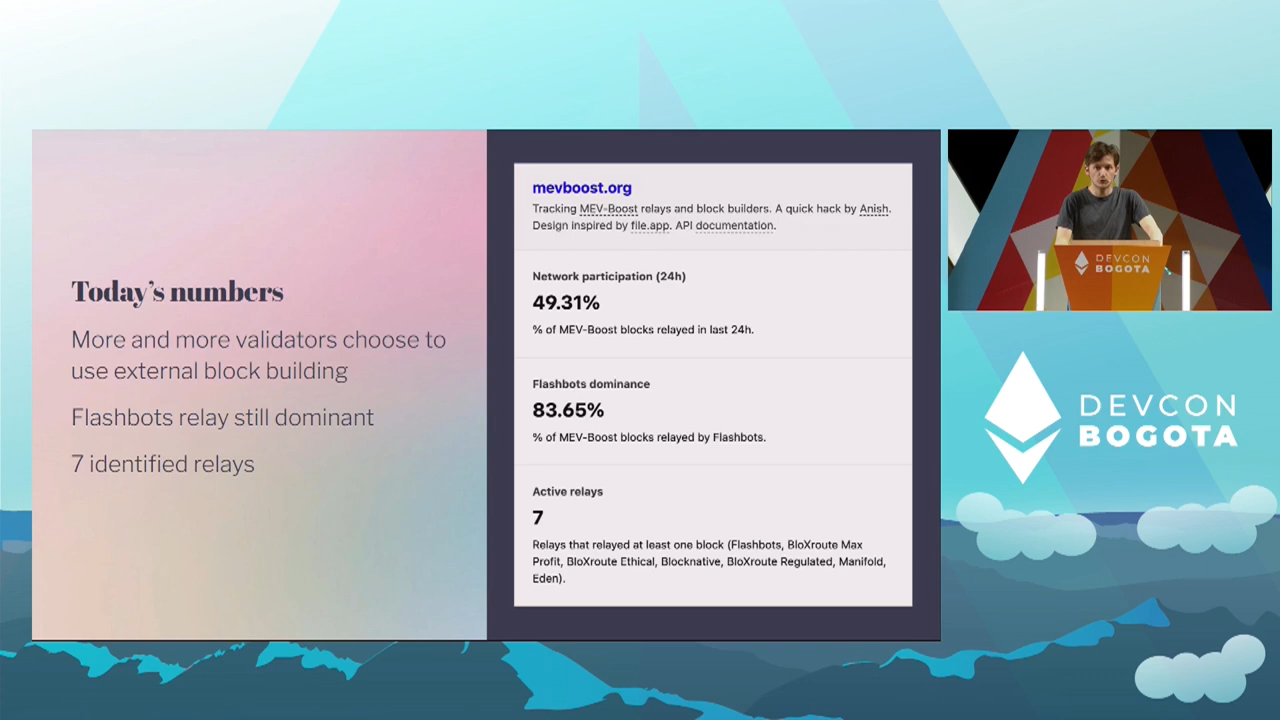 Today's numbers
More and more validators choose to
use external block building
Flashbots relay still dominant
7 identified relays
mevboost.org
Tracking MEV-Boost relays and block builders. A quick hack by Anish.
Design inspired by file.app. API documentation.
Network participation (24h)
49.31%
% of MEV-Boost blocks relayed in last 24h.
Flashbots dominance
83.65%
% of MEV-Boost blocks relayed by Flashbots.
Active relays
7
Relays that relayed at least one block (Flashbots, BloXroute Max
Profit, BloXroute Ethical, Blocknative, BloXroute Regulated, Manifold,
Eden).
DEVCON
BOGOTA
DEVCON
BOGOTA